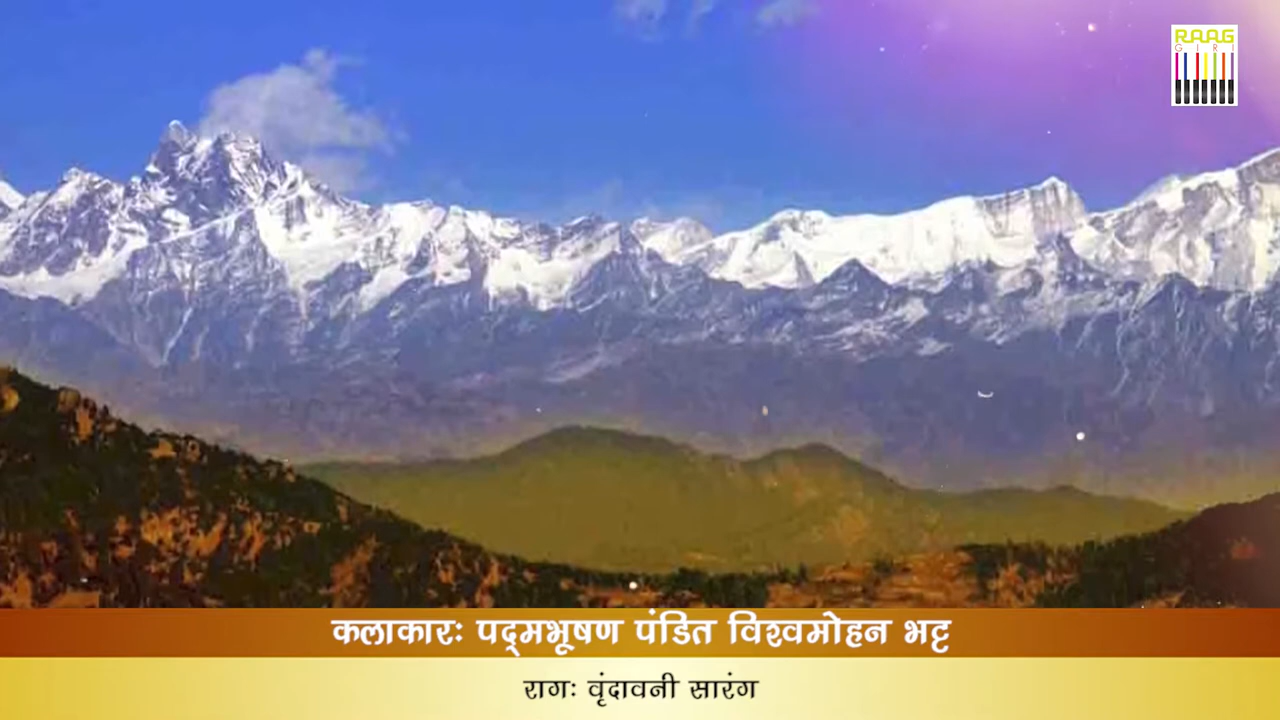 RAAG
GIRI
कलाकारः पद्मभूषण पंडित विश्वमोहन भट्ट
रागः वृंदावनी सारंग